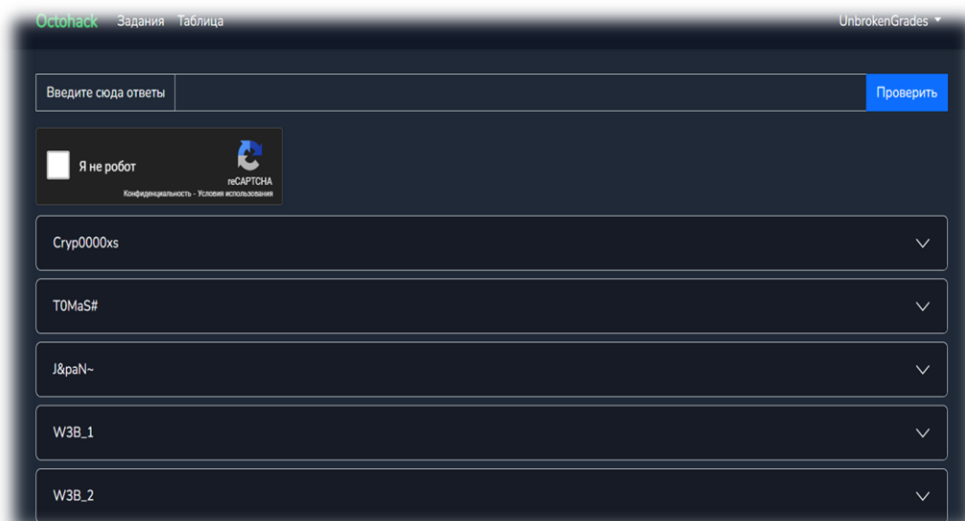 Octohack Задания Таблица UnbrokenGrades
Введите сюда ответы Проверить
Я не робот
reCAPTCHA
Конфиденциальность - Условия использования
Cryp0000xs
T0MaS#
J&paN~
W3B_1
W3B_2